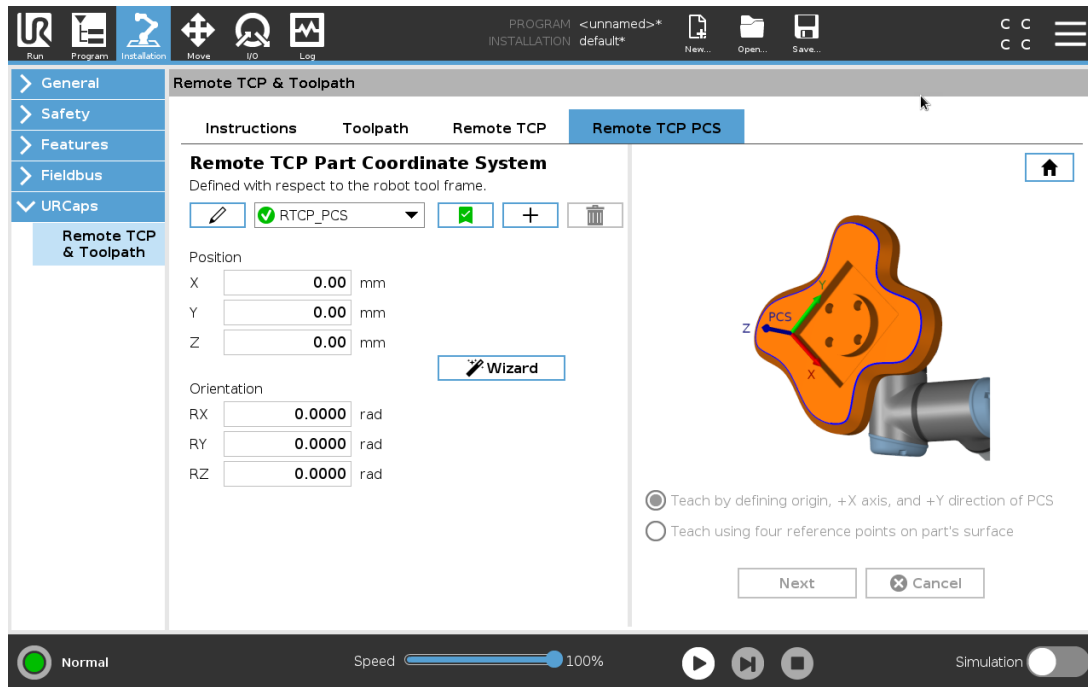 PROGRAM <unnamed>*
INSTALLATION default*
Run Program Installation Move I/O Log New... Open... Save...
C C
C C
General
Safety
Features
Fieldbus
URCaps
Remote TCP
& Toolpath
Remote TCP & Toolpath
Instructions Toolpath Remote TCP Remote TCP PCS
Remote TCP Part Coordinate System
Defined with respect to the robot tool frame.
RTCP_PCS
Position
X 0.00 mm
Y 0.00 mm
Z 0.00 mm
Wizard
Orientation
RX 0.0000 rad
RY 0.0000 rad
RZ 0.0000 rad
Y
PCS
Z
X
Teach by defining origin, +X axis, and +Y direction of PCS
Teach using four reference points on part's surface
Next Cancel
Normal Speed 100% Simulation